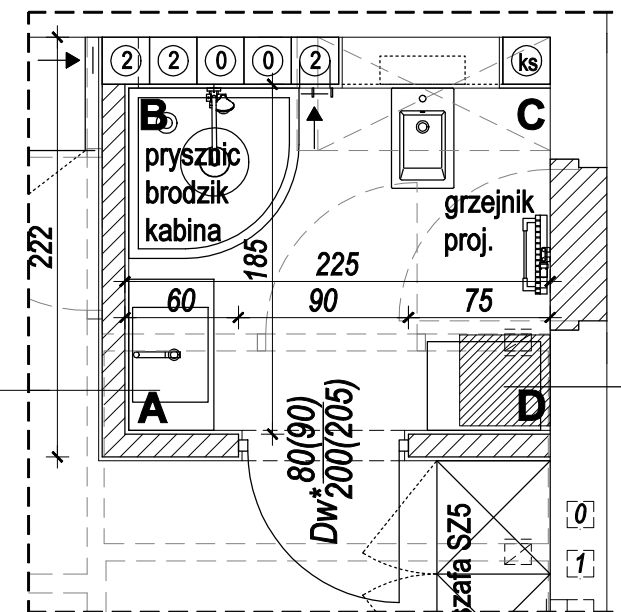 2 2 0 0 2 ks
B C
prysznic
brodzik
kabina
grzejnik
proj.
222
185
225
60 90 75
A D
80(90)
Dw* 200(205)
szafa SZ5
0
1